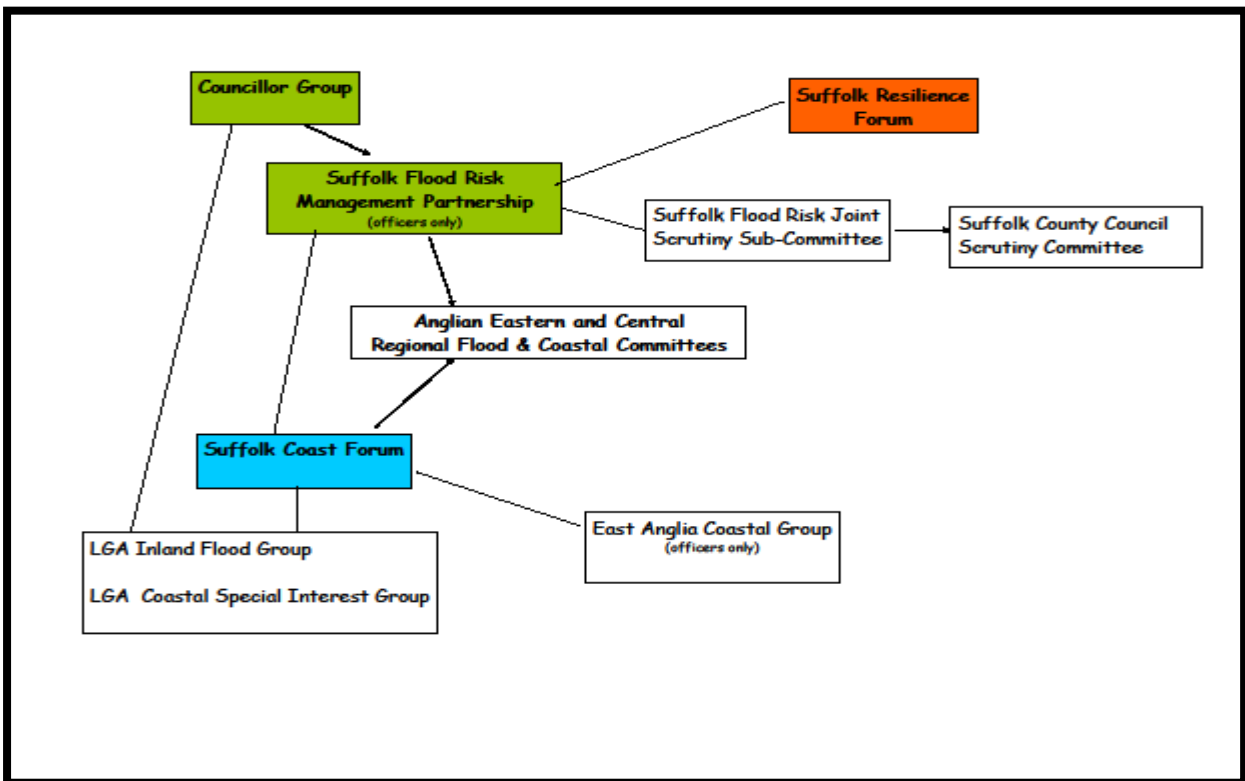 Councillor Group
Suffolk Resilience
Forum
Suffolk Flood Risk
Management Partnership
(officers only)
Suffolk Flood Risk Joint
Scrutiny Sub-Committee
Suffolk County Council
Scrutiny Committee
Anglian Eastern and Central
Regional Flood & Coastal Committees
Suffolk Coast Forum
East Anglia Coastal Group
(officers only)
LGA Inland Flood Group
LGA Coastal Special Interest Group